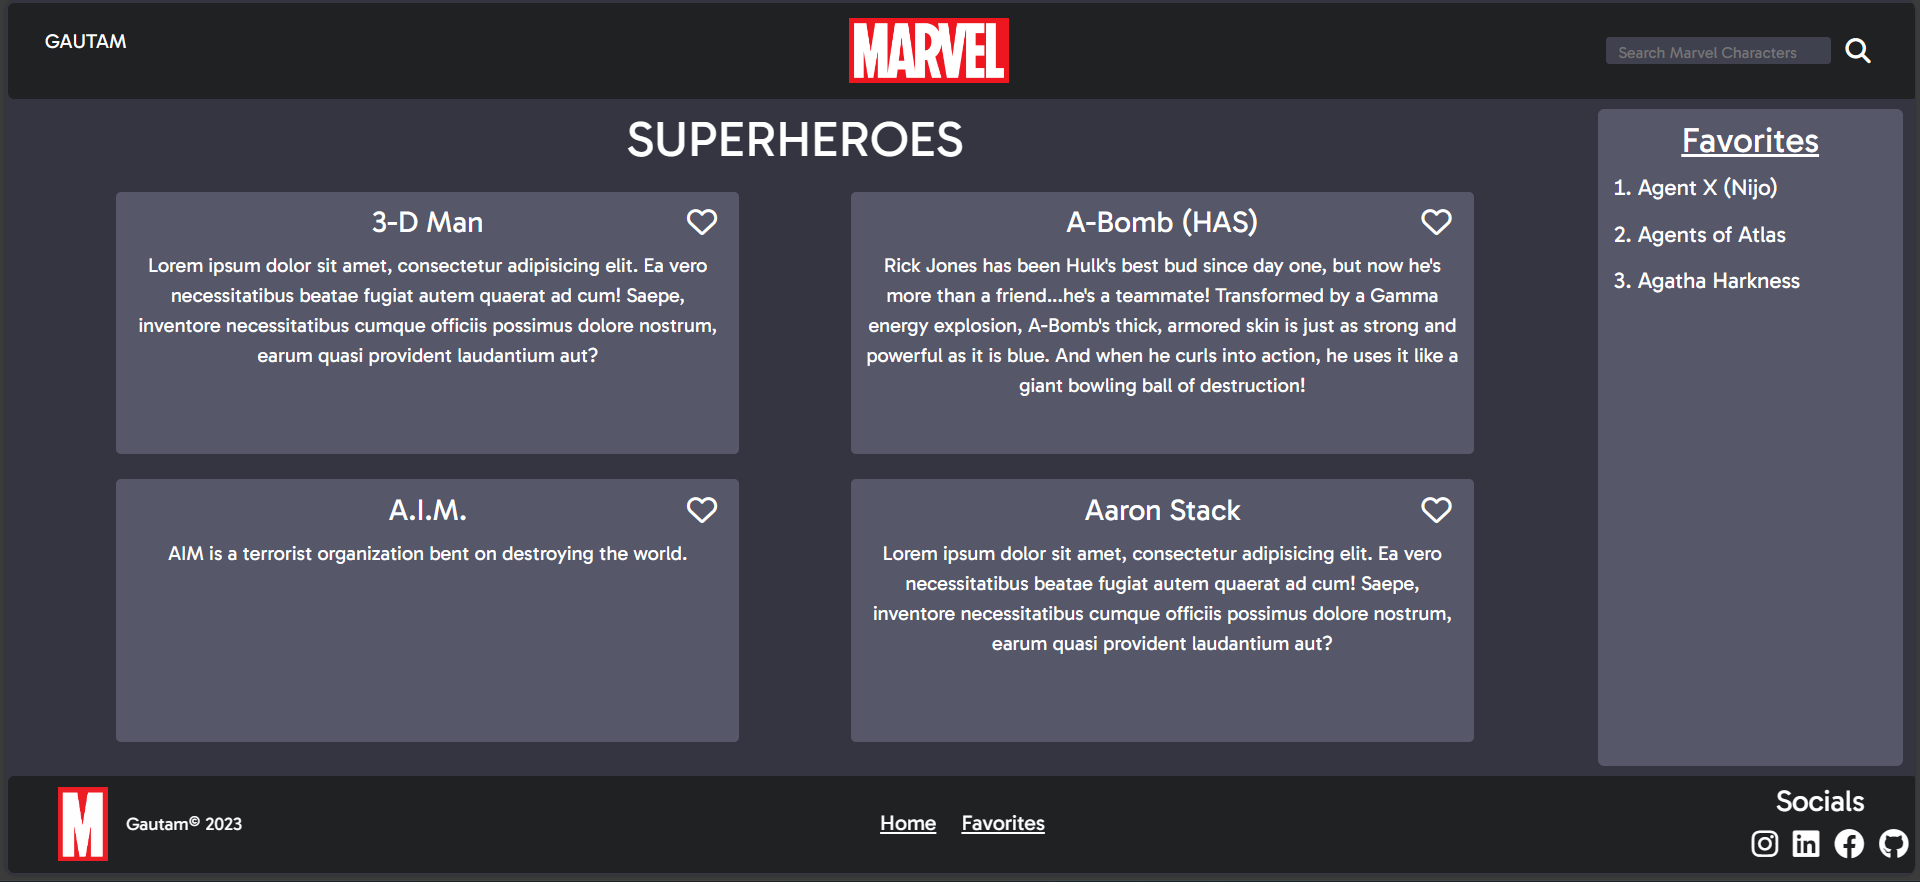 GAUTAM
MARVEL
Search Marvel Characters
SUPERHEROES
3-D Man
Lorem ipsum dolor sit amet, consectetur adipisicing elit. Ea vero
necessitatibus beatae fugiat autem quaerat ad cum! Saepe,
inventore necessitatibus cumque officiis possimus dolore nostrum,
earum quasi provident laudantium aut?
A-Bomb (HAS)
Rick Jones has been Hulk's best bud since day one, but now he's
more than a friend...he's a teammate! Transformed by a Gamma
energy explosion, A-Bomb's thick, armored skin is just as strong and
powerful as it is blue. And when he curls into action, he uses it like a
giant bowling ball of destruction!
A.I.M.
AIM is a terrorist organization bent on destroying the world.
Aaron Stack
Lorem ipsum dolor sit amet, consectetur adipisicing elit. Ea vero
necessitatibus beatae fugiat autem quaerat ad cum! Saepe,
inventore necessitatibus cumque officiis possimus dolore nostrum,
earum quasi provident laudantium aut?
Favorites
1. Agent X (Nijo)
2. Agents of Atlas
3. Agatha Harkness
M
Gautam© 2023
Home Favorites
Socials